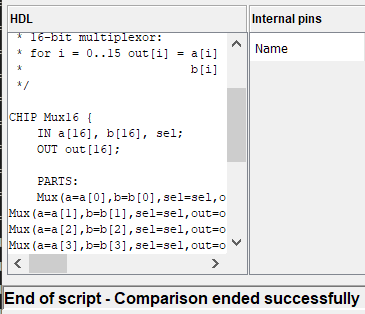 HDL
Internal pins
* 16-bit multiplexor:
* for i = 0..15 out[i] = a[i]
* b[i]
*/
CHIP Mux16 {
IN a[16], b[16], sel;
OUT out[16];
PARTS:
Mux(a=a[0],b=b[0],sel=sel,o
Mux(a=a[1],b=b[1],sel=sel,out=o
Mux(a=a[2],b=b[2],sel=sel,out=o
Mux(a=a[3],b=b[3],sel=sel,out=o
Name
End of script - Comparison ended successfully